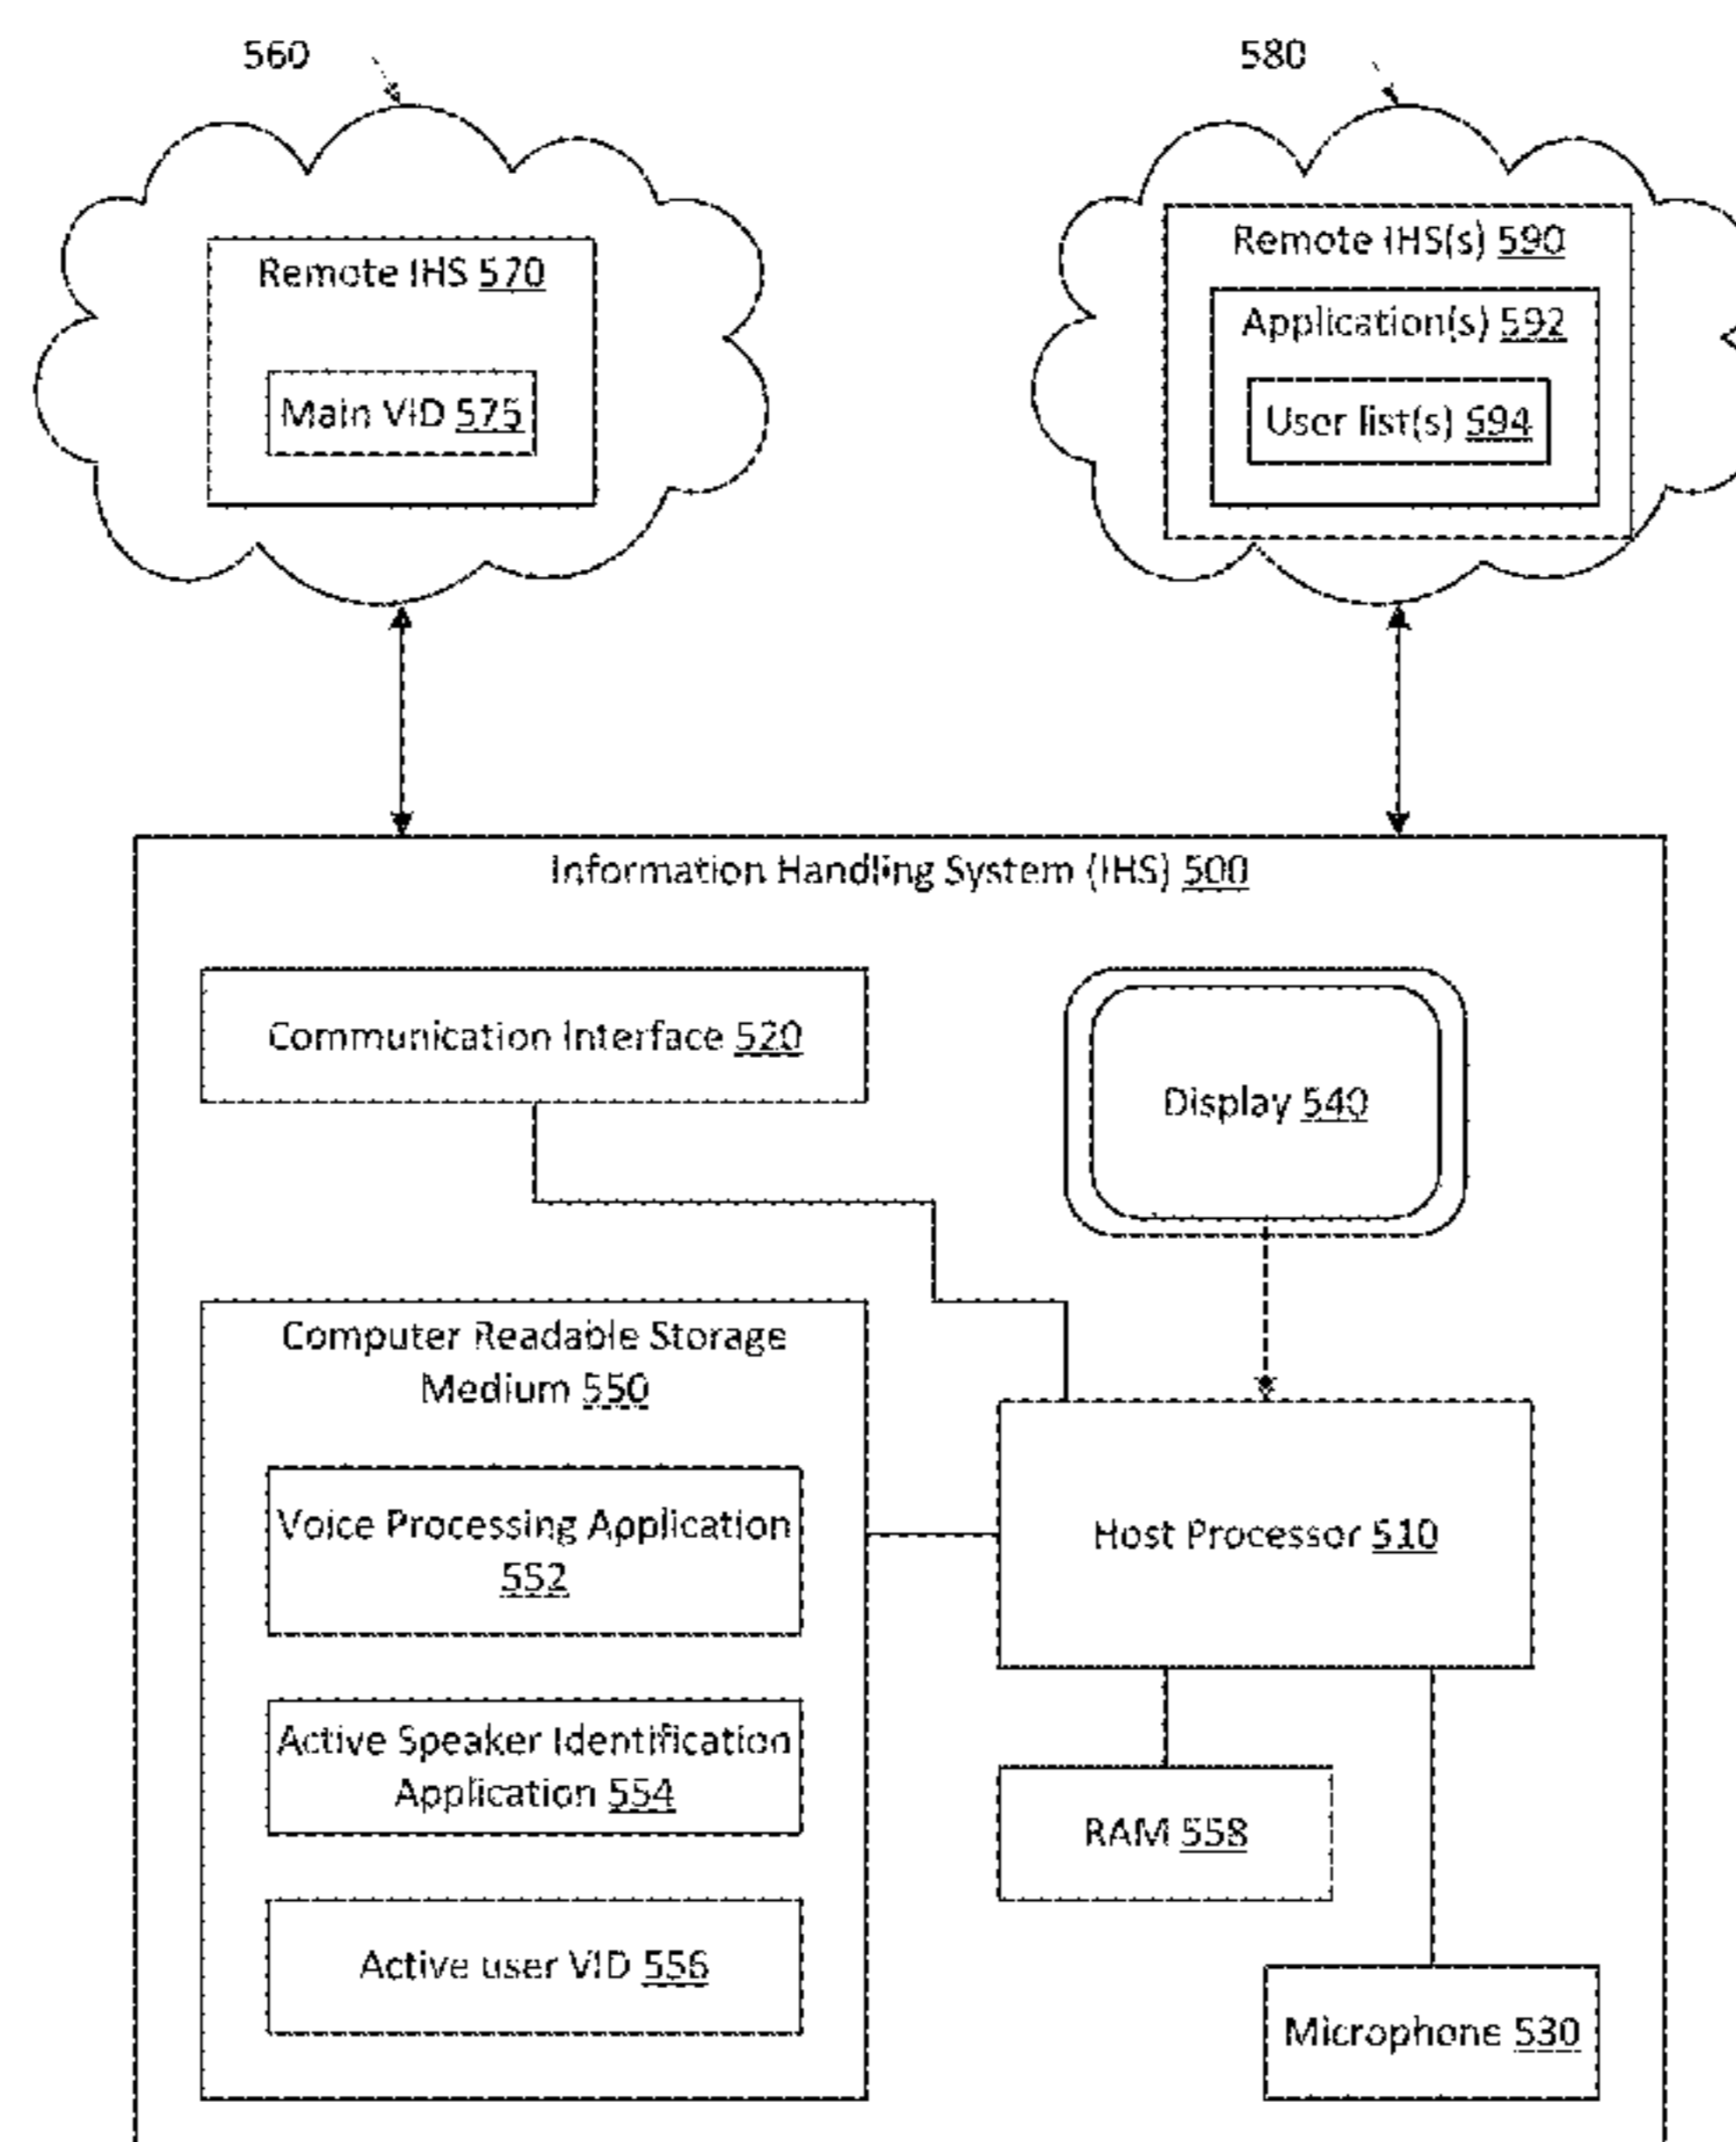 560
580
Remote IHS 570
Main VID 575
Remote IHS(s) 590
Application(s) 592
User list(s) 594
Information Handling System (IHS) 500
Communication Interface 520
Display 540
Computer Readable Storage
Medium 550
Voice Processing Application
552
Active Speaker Identification
Application 554
Active user VID 556
Host Processor 510
RAM 558
Microphone 530